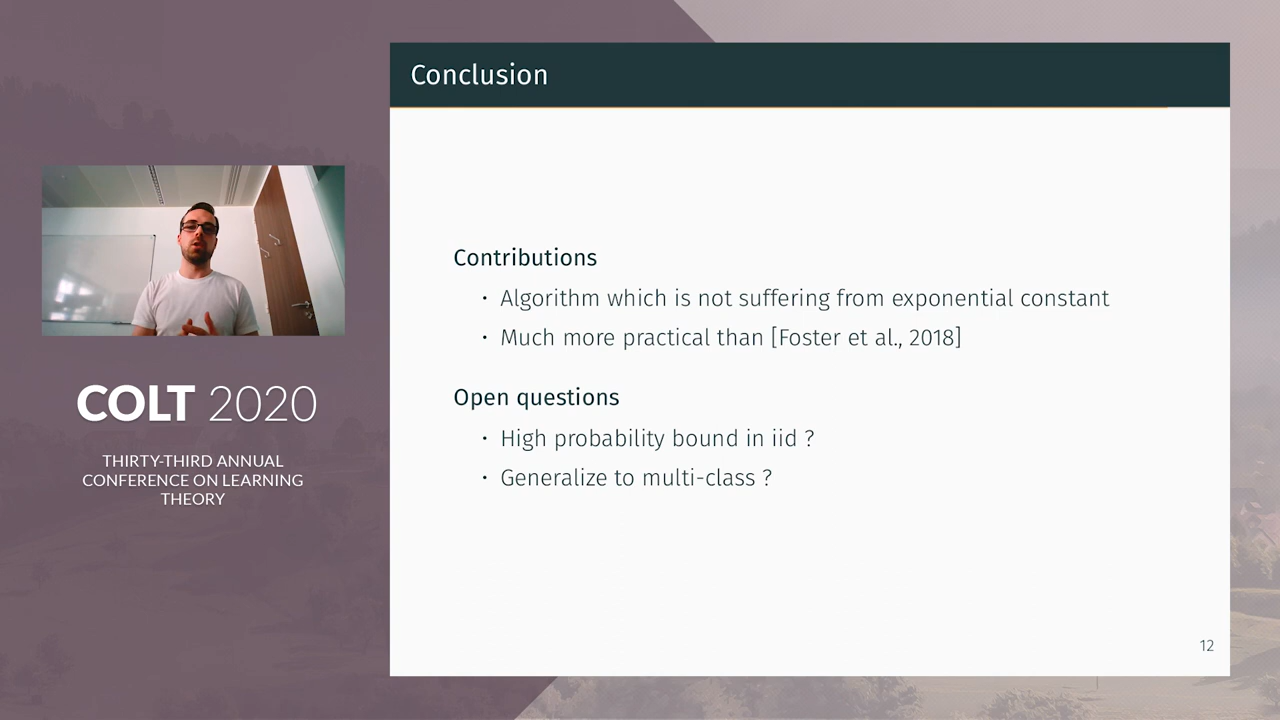 Conclusion
Contributions
· Algorithm which is not suffering from exponential constant
· Much more practical than [Foster et al., 2018]
Open questions
· High probability bound in iid ?
· Generalize to multi-class ?
12
COLT 2020
THIRTY-THIRD ANNUAL
CONFERENCE ON LEARNING
THEORY